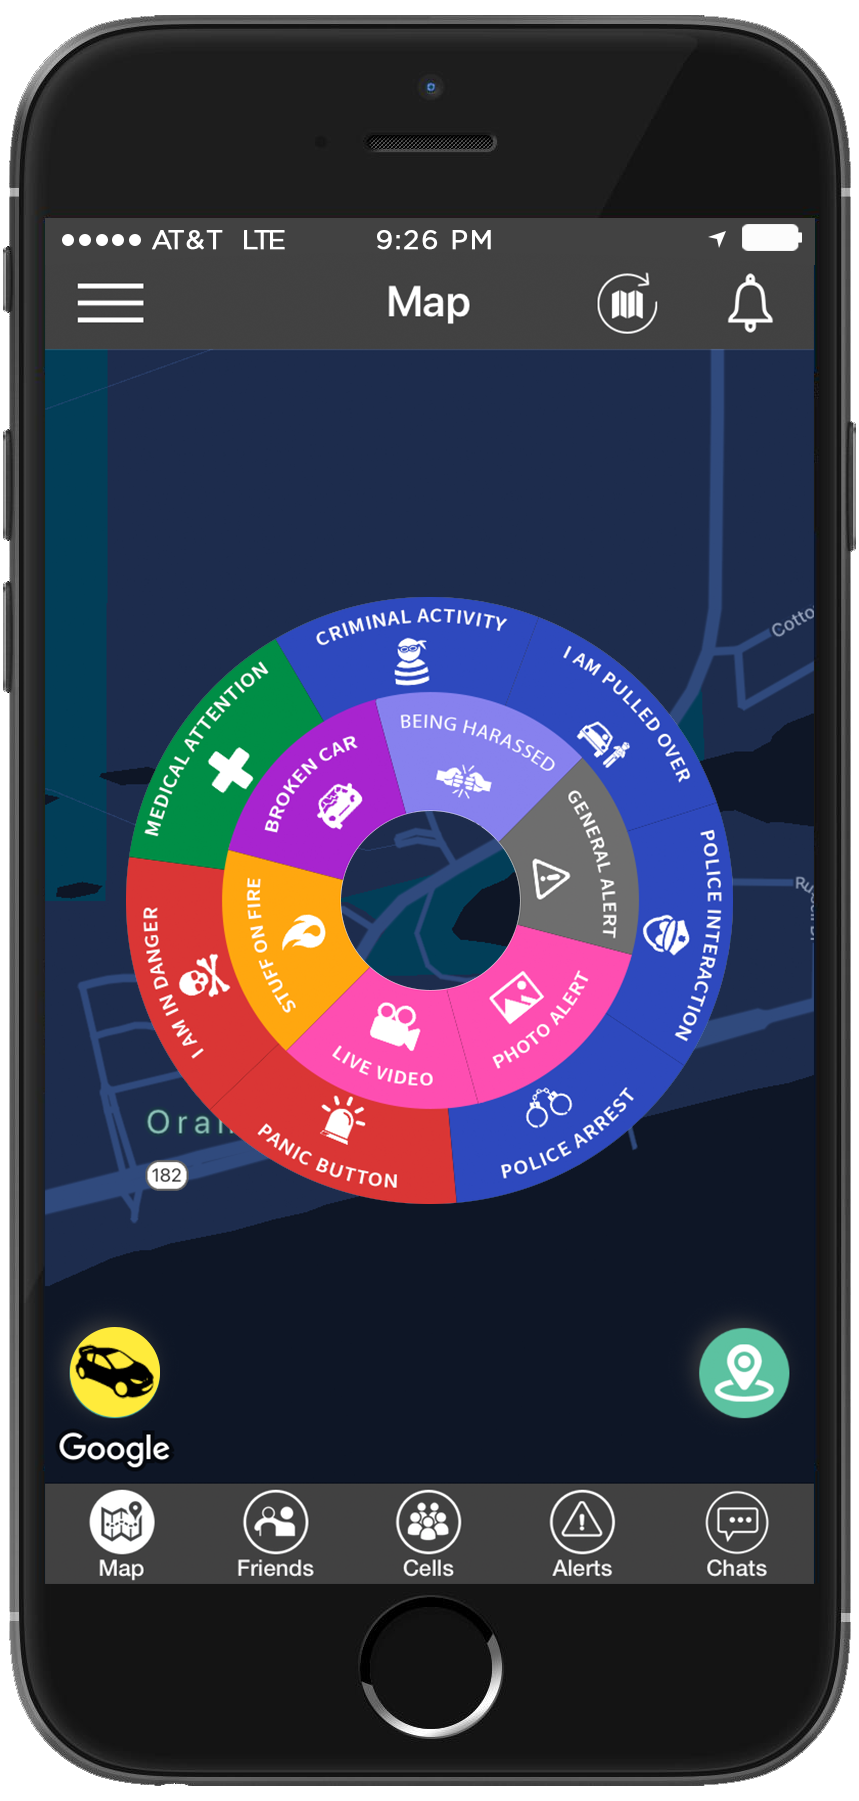 AT&T LTE 9:26 PM
Map
Cotto
CRIMINAL ACTIVITY
I AM PULLED OVER
POLICE INTERACTION
POLICE ARREST
PANIC BUTTON
I AM IN DANGER
MEDICAL ATTENTION
BEING HARASSED
GENERAL ALERT
PHOTO ALERT
LIVE VIDEO
STUFF ON FIRE
BROKEN CAR
Oran
182
Google
Map Friends Cells Alerts Chats